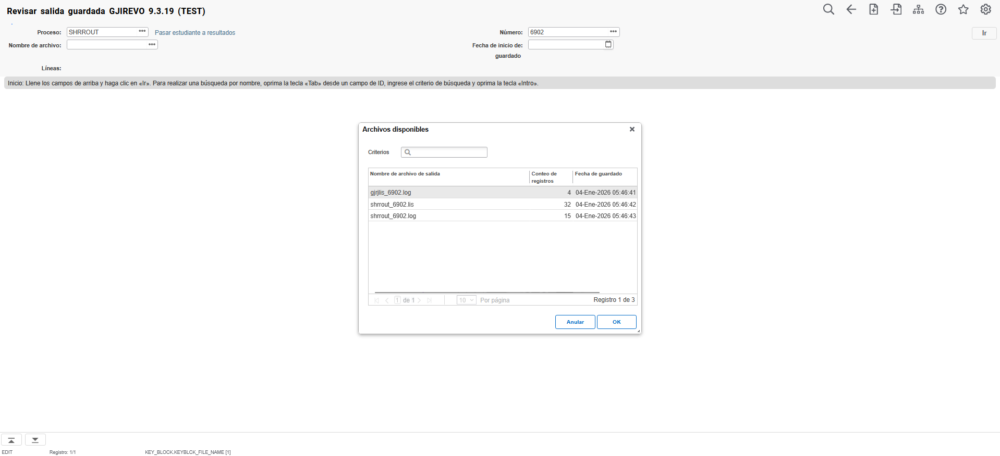 Revisar salida guardada GJIREVO 9.3.19 (TEST)
Proceso: SHRROUT ••• Pasar estudiante a resultados
Número: 6902 •••
Ir
Nombre de archivo: •••
Fecha de inicio de: guardado
Líneas:
Inicio: Llene los campos de arriba y haga clic en «Ir». Para realizar una búsqueda por nombre, oprima la tecla «Tab» desde un campo de ID, ingrese el criterio de búsqueda y oprima la tecla «Intro».
Archivos disponibles
Criterios
Nombre de archivo de salida Conteo de registros Fecha de guardado
gjrjlis_6902.log 4 04-Ene-2026 05:46:41
shrrout_6902.lis 32 04-Ene-2026 05:46:42
shrrout_6902.log 15 04-Ene-2026 05:46:43
1 de 1 10 Por página Registro 1 de 3
Anular OK
EDIT Registro: 1/1 KEY_BLOCK.KEYBLCK_FILE_NAME [1]